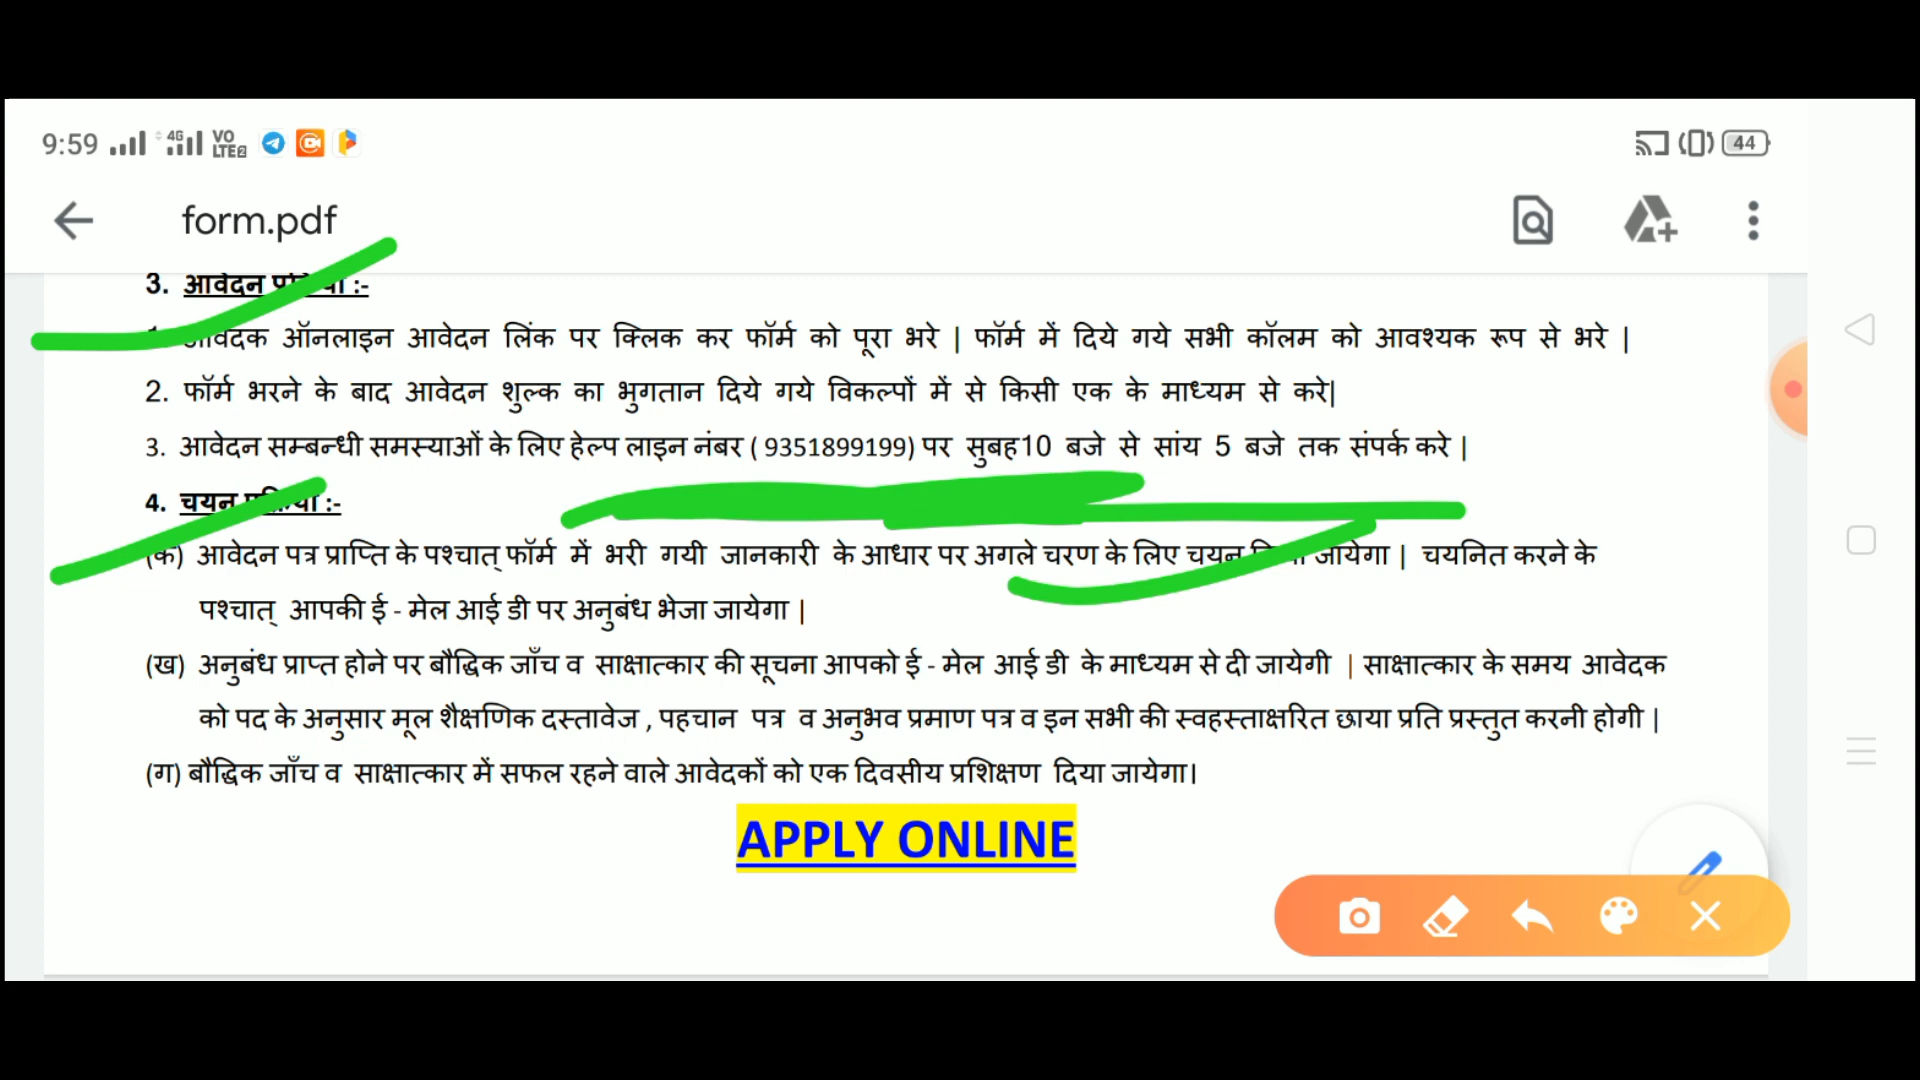 9:59 4G VO LTE2 44
form.pdf
3. आवेदन :-
ऑनलाइन आवेदन लिंक पर क्लिक कर फॉर्म को पूरा भरे | फॉर्म में दिये गये सभी कॉलम को आवश्यक रूप से भरे |
2. फॉर्म भरने के बाद आवेदन शुल्क का भुगतान दिये गये विकल्पों में से किसी एक के माध्यम से करे|
3. आवेदन सम्बन्धी समस्याओं के लिए हेल्प लाइन नंबर ( 9351899199) पर सुबह10 बजे से सांय 5 बजे तक संपर्क करे |
4. चयन :-
(क) आवेदन पत्र प्राप्ति के पश्चात् फॉर्म में भरी गयी जानकारी के आधार पर अगले चरण के लिए चयन जायेगा | चयनित करने के
पश्चात् आपकी ई - मेल आई डी पर अनुबंध भेजा जायेगा |
(ख) अनुबंध प्राप्त होने पर बौद्धिक जाँच व साक्षात्कार की सूचना आपको ई - मेल आई डी के माध्यम से दी जायेगी | साक्षात्कार के समय आवेदक
को पद के अनुसार मूल शैक्षणिक दस्तावेज , पहचान पत्र व अनुभव प्रमाण पत्र व इन सभी की स्वहस्ताक्षरित छाया प्रति प्रस्तुत करनी होगी |
(ग) बौद्धिक जाँच व साक्षात्कार में सफल रहने वाले आवेदकों को एक दिवसीय प्रशिक्षण दिया जायेगा।
APPLY ONLINE